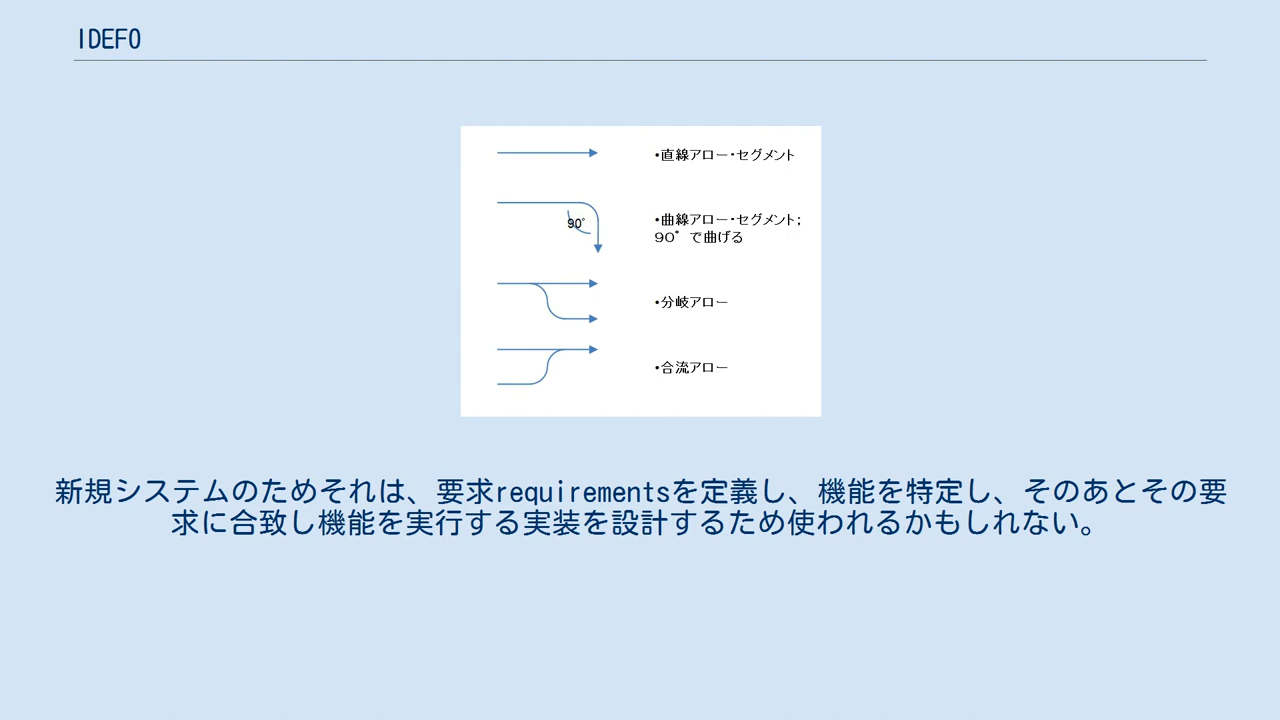 IDEF0
・直線アロー・セグメント
90°
・曲線アロー・セグメント；
９０°で曲げる
・分岐アロー
・合流アロー
新規システムのためそれは、要求requirementsを定義し、機能を特定し、そのあとその要
求に合致し機能を実行する実装を設計するため使われるかもしれない。